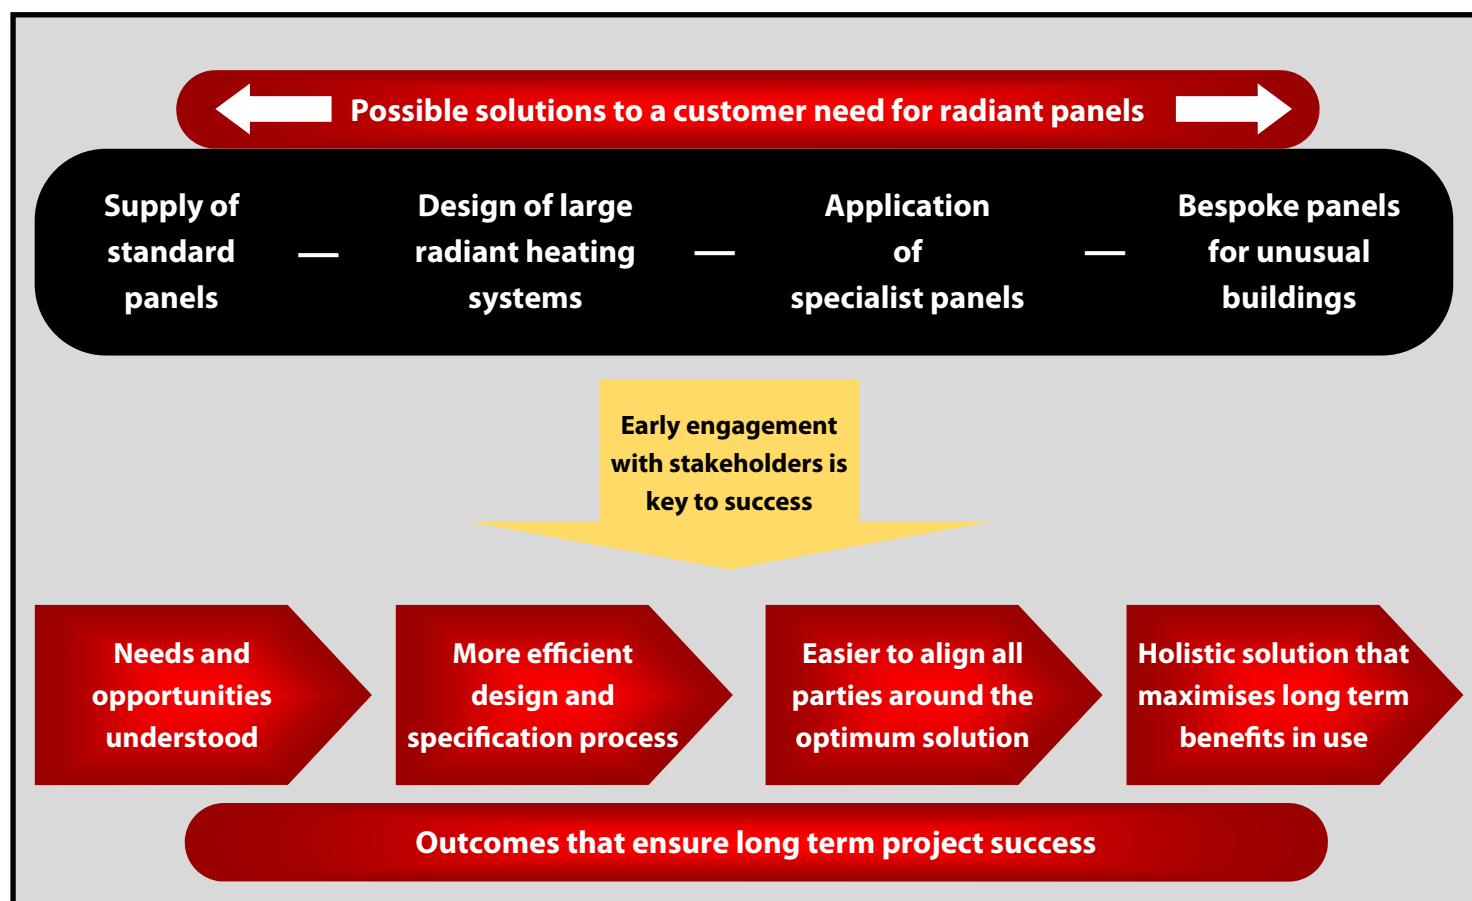 Possible solutions to a customer need for radiant panels
Supply of
standard
panels
—
Design of large
radiant heating
systems
—
Application
of
specialist panels
—
Bespoke panels
for unusual
buildings
Early engagement
with stakeholders is
key to success
Needs and
opportunities
understood
More efficient
design and
specification process
Easier to align all
parties around the
optimum solution
Holistic solution that
maximises long term
benefits in use
Outcomes that ensure long term project success